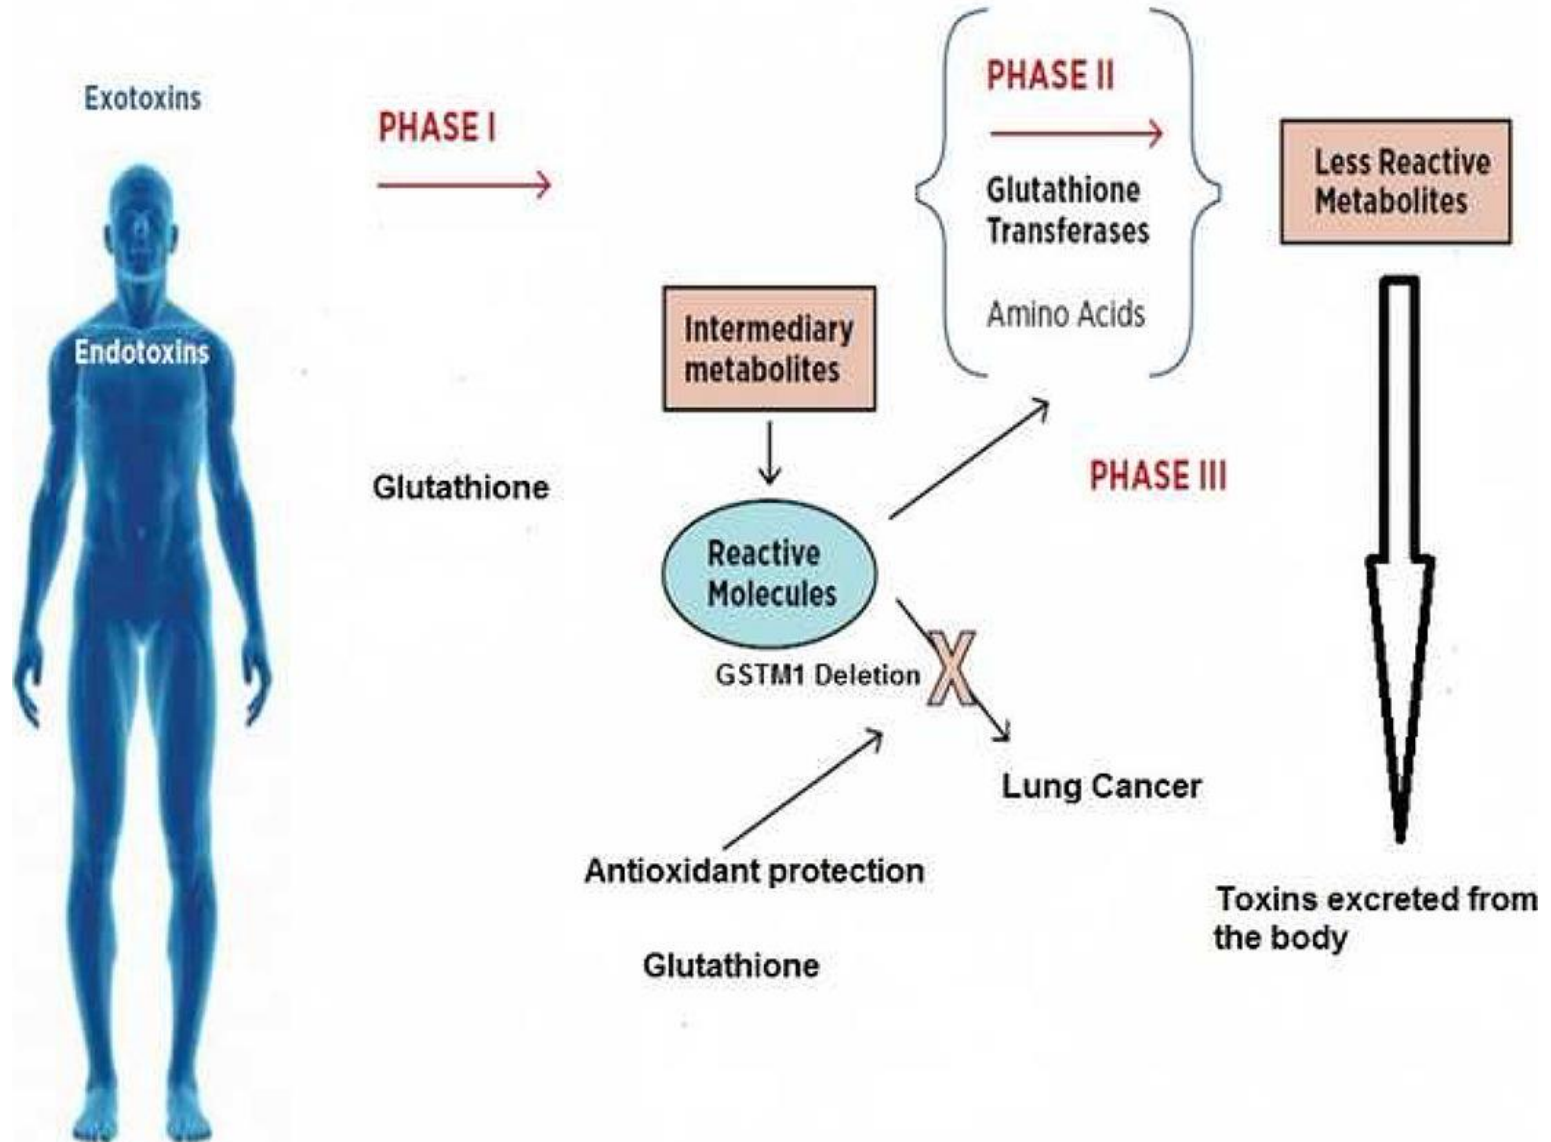 Exotoxins
Endotoxins
PHASE I
Glutathione
Intermediary
metabolites
Reactive
Molecules
GSTM1 Deletion
X
Antioxidant protection
Glutathione
PHASE II
Glutathione
Transferases
Amino Acids
PHASE III
Lung Cancer
Less Reactive
Metabolites
Toxins excreted from
the body